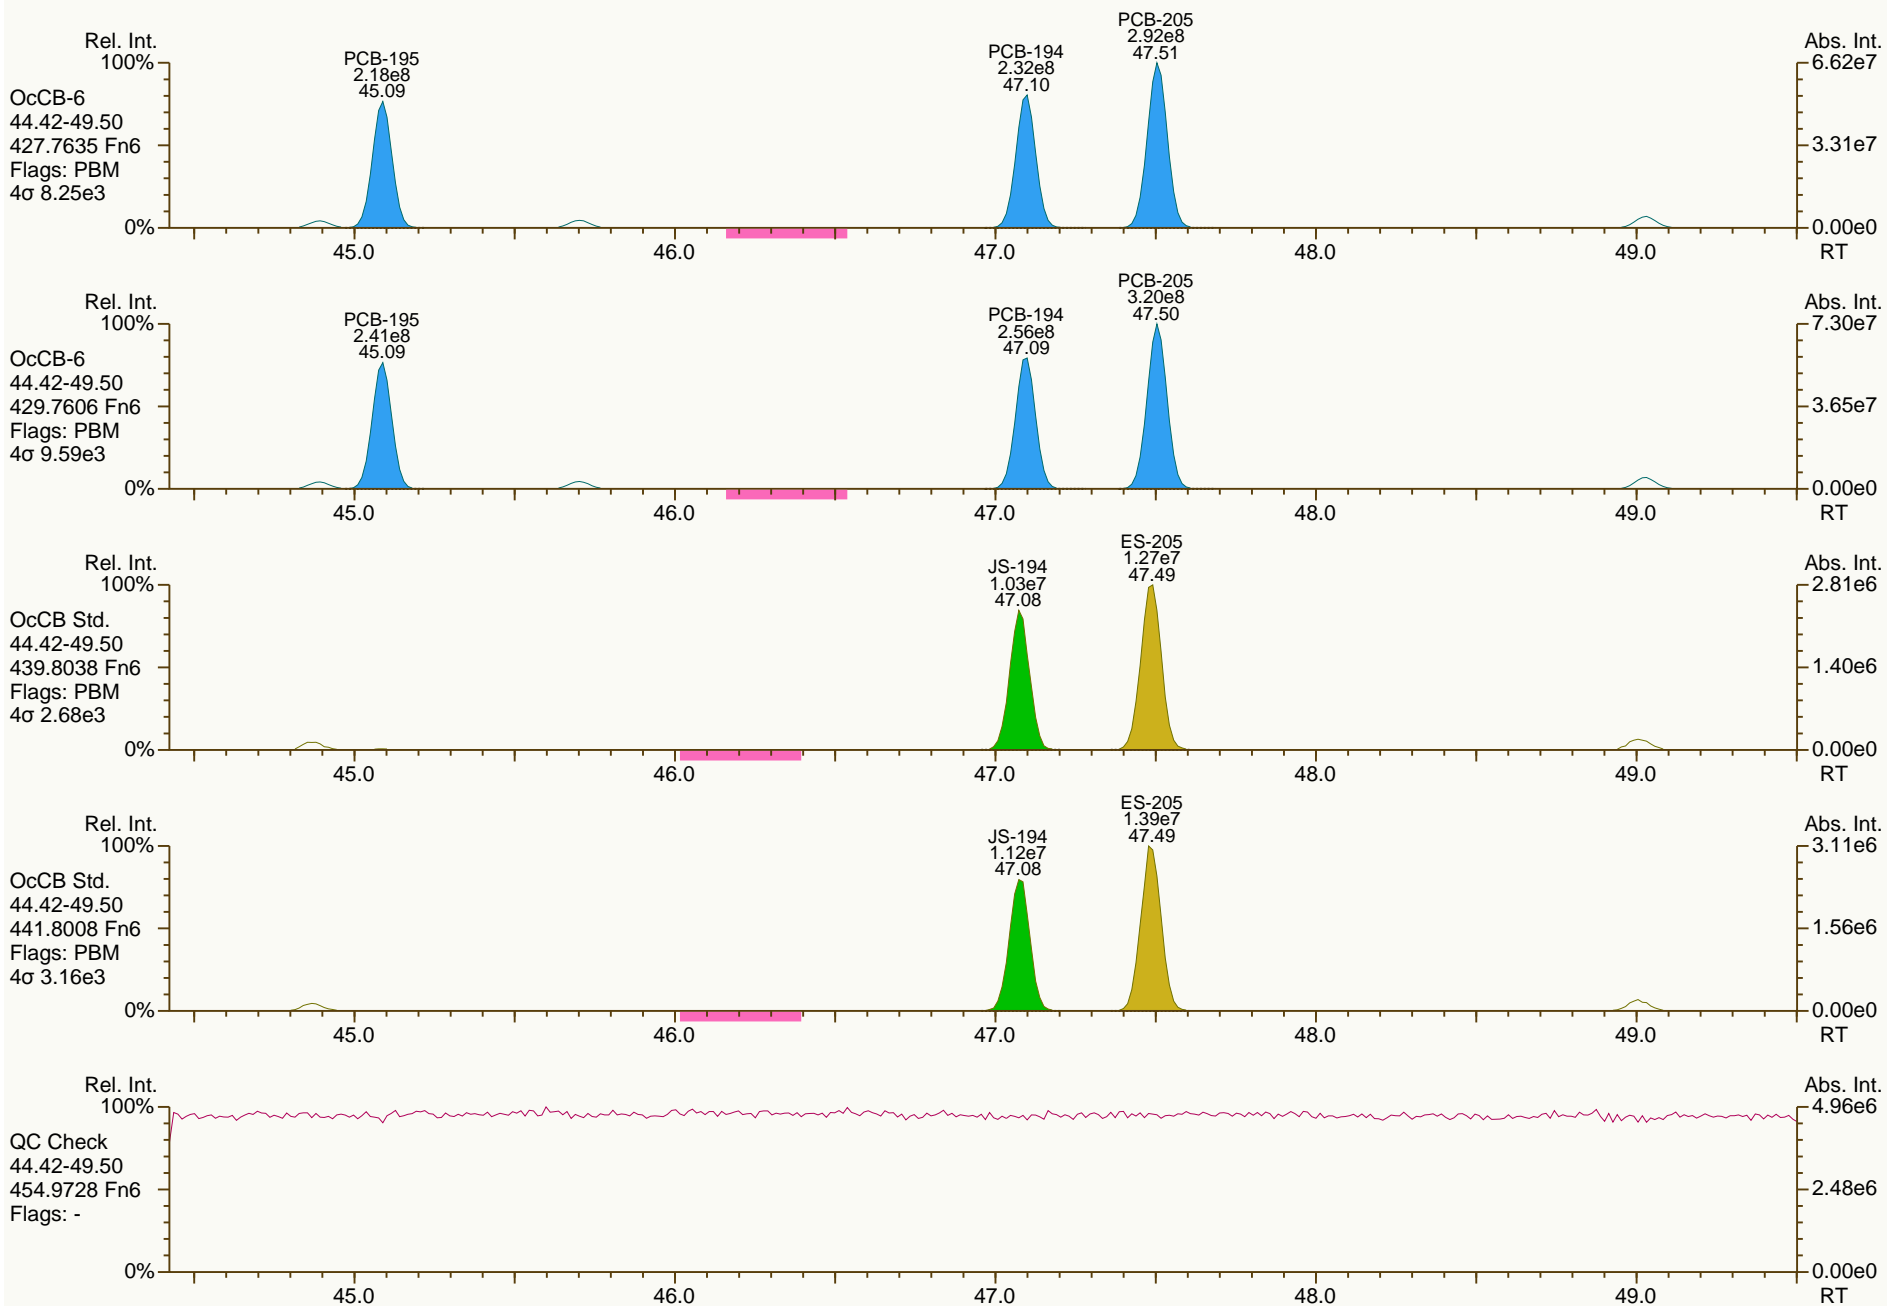 PCB-205
2.92e8
47.51
PCB-195
2.18e8
45.09
PCB-194
2.32e8
47.10
Rel. Int.
Abs. Int.
100%
6.62e7
OcCB-6
44.42-49.50
427.7635 Fn6
Flags: PBM
4σ 8.25e3
3.31e7
0%
0.00e0
45.0 46.0 47.0 48.0 49.0 RT
PCB-205
3.20e8
47.50
PCB-195
2.41e8
45.09
PCB-194
2.56e8
47.09
Rel. Int.
Abs. Int.
100%
7.30e7
OcCB-6
44.42-49.50
429.7606 Fn6
Flags: PBM
4σ 9.59e3
3.65e7
0%
0.00e0
45.0 46.0 47.0 48.0 49.0 RT
ES-205
1.27e7
47.49
JS-194
1.03e7
47.08
Rel. Int.
Abs. Int.
100%
2.81e6
OcCB Std.
44.42-49.50
439.8038 Fn6
Flags: PBM
4σ 2.68e3
1.40e6
0%
0.00e0
45.0 46.0 47.0 48.0 49.0 RT
ES-205
1.39e7
47.49
JS-194
1.12e7
47.08
Rel. Int.
Abs. Int.
100%
3.11e6
OcCB Std.
44.42-49.50
441.8008 Fn6
Flags: PBM
4σ 3.16e3
1.56e6
0%
0.00e0
45.0 46.0 47.0 48.0 49.0 RT
Rel. Int.
Abs. Int.
100%
4.96e6
QC Check
44.42-49.50
454.9728 Fn6
Flags: -
2.48e6
0%
0.00e0
45.0 46.0 47.0 48.0 49.0 RT